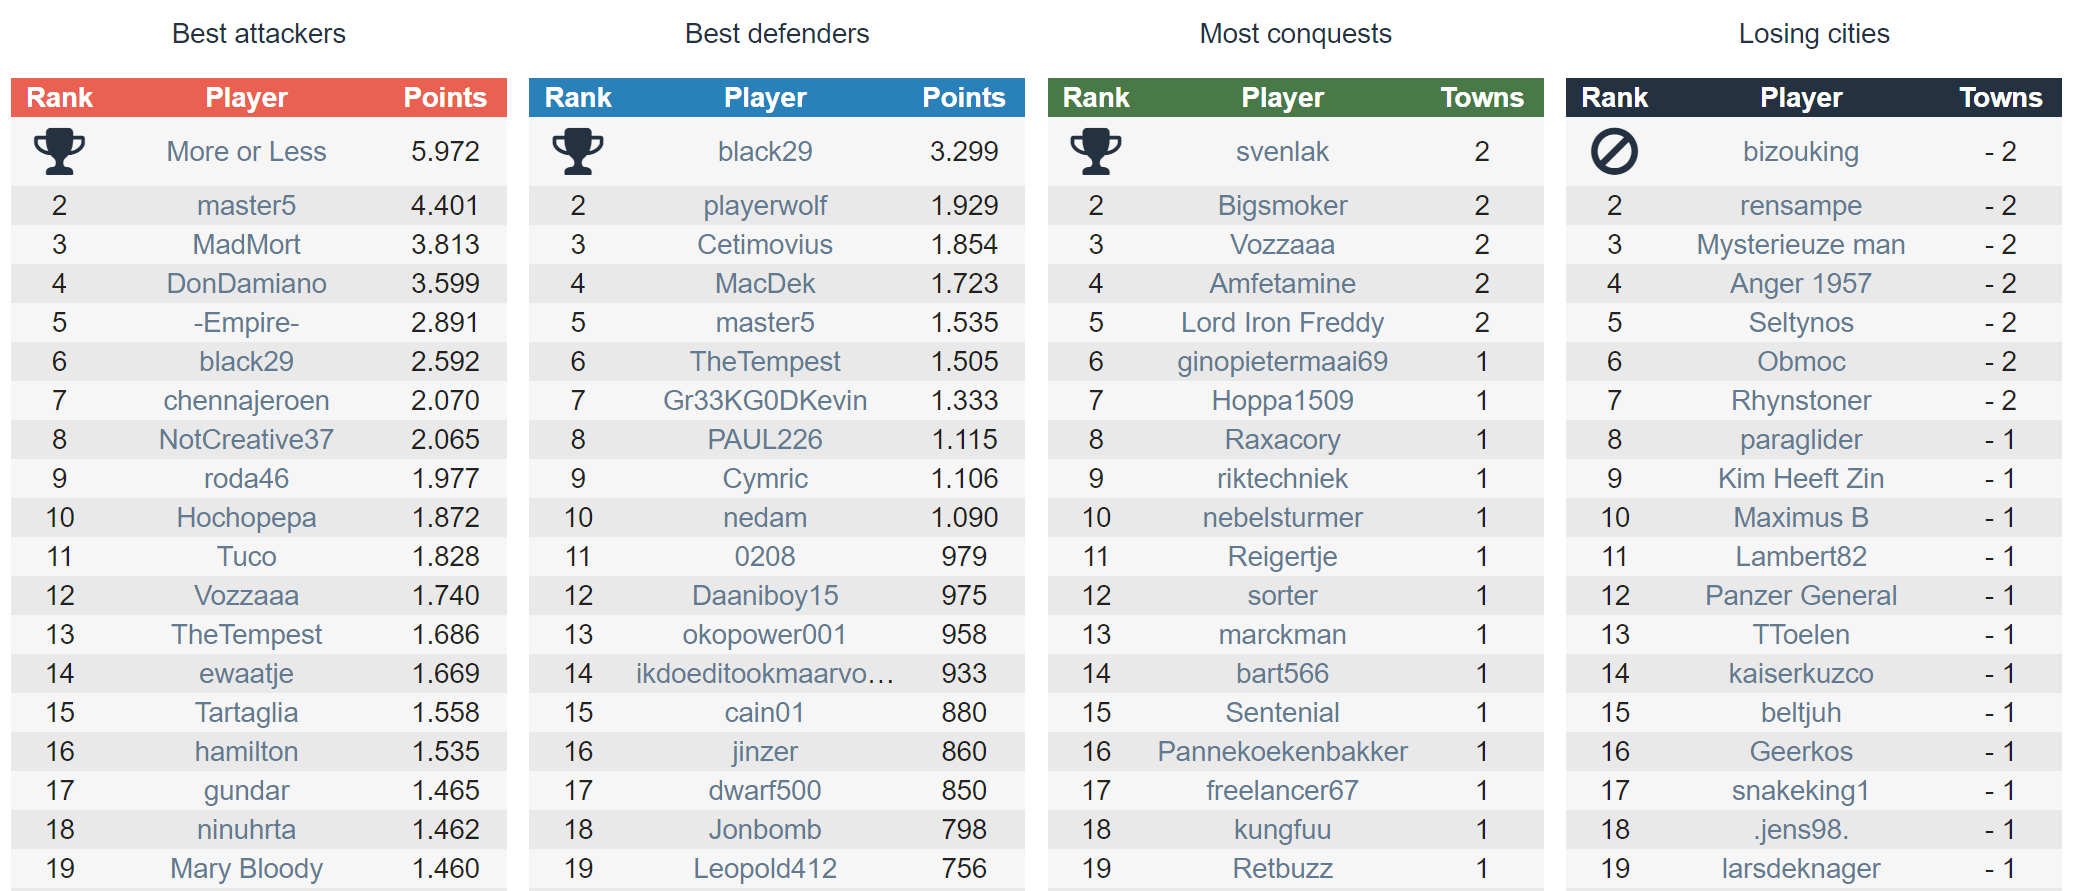 Best attackers
Rank Player Points
More or Less 5.972
2 master5 4.401
3 MadMort 3.813
4 DonDamiano 3.599
5 -Empire- 2.891
6 black29 2.592
7 chennajeroen 2.070
8 NotCreative37 2.065
9 roda46 1.977
10 Hochopepa 1.872
11 Tuco 1.828
12 Vozzaaa 1.740
13 TheTempest 1.686
14 ewaatje 1.669
15 Tartaglia 1.558
16 hamilton 1.535
17 gundar 1.465
18 ninuhrta 1.462
19 Mary Bloody 1.460
Best defenders
Rank Player Points
black29 3.299
2 playerwolf 1.929
3 Cetimovius 1.854
4 MacDek 1.723
5 master5 1.535
6 TheTempest 1.505
7 Gr33KG0DKevin 1.333
8 PAUL226 1.115
9 Cymric 1.106
10 nedam 1.090
11 0208 979
12 Daaniboy15 975
13 okopower001 958
14 ikdoeditookmaarvo… 933
15 cain01 880
16 jinzer 860
17 dwarf500 850
18 Jonbomb 798
19 Leopold412 756
Most conquests
Rank Player Towns
svenlak 2
2 Bigsmoker 2
3 Vozzaaa 2
4 Amfetamine 2
5 Lord Iron Freddy 2
6 ginopietermaai69 1
7 Hoppa1509 1
8 Raxacory 1
9 riktechniek 1
10 nebelsturmer 1
11 Reigertje 1
12 sorter 1
13 marckman 1
14 bart566 1
15 Sentenial 1
16 Pannekoekenbakker 1
17 freelancer67 1
18 kungfuu 1
19 Retbuzz 1
Losing cities
Rank Player Towns
bizouking - 2
2 rensampe - 2
3 Mysterieuze man - 2
4 Anger 1957 - 2
5 Seltynos - 2
6 Obmoc - 2
7 Rhynstoner - 2
8 paraglider - 1
9 Kim Heeft Zin - 1
10 Maximus B - 1
11 Lambert82 - 1
12 Panzer General - 1
13 TToelen - 1
14 kaiserkuzco - 1
15 beltjuh - 1
16 Geerkos - 1
17 snakeking1 - 1
18 .jens98. - 1
19 larsdeknager - 1